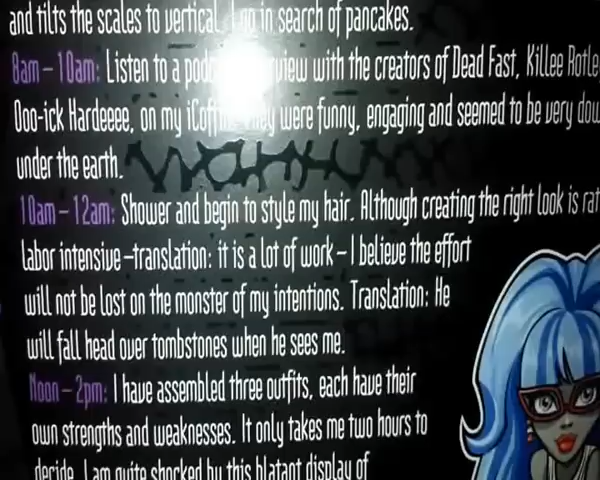 and tilts the scales to vertical, I go in search of pancakes.
8am – 10am: Listen to a view with the creators of Dead Fast, Killee
Ooo-ick Hardeeee, on my they were funny, engaging and seemed to be very
under the earth.
10am – 12am: Shower and begin to style my hair. Although creating the right look is
Labor intensive –translation: it is a lot of work – I believe the effort
will not be lost on the monster of my intentions. Translation: He
will fall head over tombstones when he sees me.
Noon – 2pm: I have assembled three outfits, each have their
own strengths and weaknesses. It only takes me two hours to
decide. I am quite shocked by this blatant display of